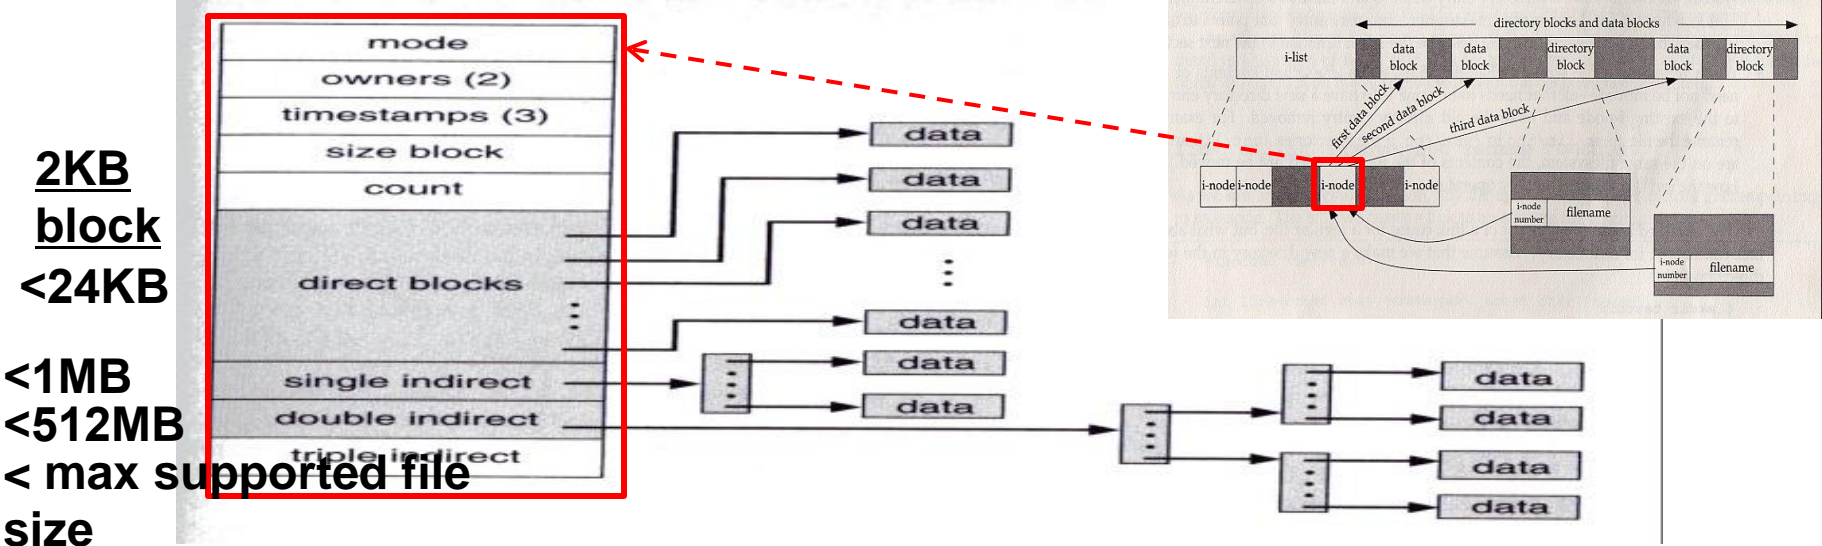 2KB
block
<24KB
<1MB
<512MB
< max supported file
size
mode
owners (2)
timestamps (3)
size block
count
direct blocks
single indirect
double indirect
triple indirect
data
data
data
data
data
data
data
data
data
data
directory blocks and data blocks
i-list
data
block
data
block
directory
block
data
block
directory
block
first data block
second data block
third data block
i-node
i-node
i-node
i-node
i-node
number
filename
i-node
number
filename